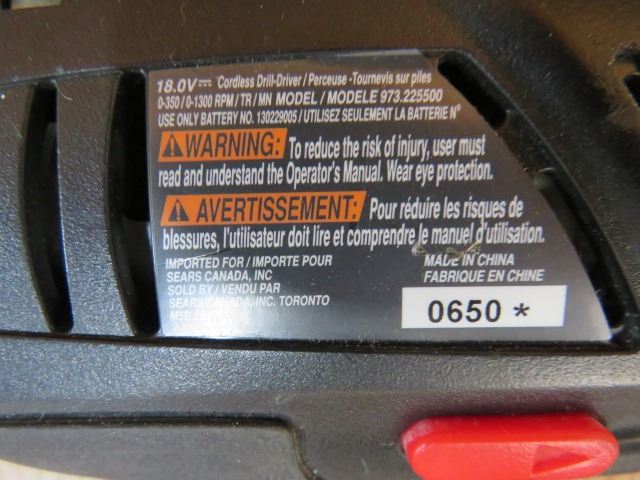 18.0V⎓ Cordless Drill-Driver / Perceuse -Tournevis sur piles
0-350 / 0-1300 RPM / TR / MN MODEL / MODELE 973.225500
USE ONLY BATTERY NO. 130229005 / UTILISEZ SEULEMENT LA BATTERIE Nº
WARNING: To reduce the risk of injury, user must
read and understand the Operator's Manual. Wear eye protection.
AVERTISSEMENT: Pour réduire les risques de
blessures, l'utilisateur doit lire et comprendre le manuel d'utilisation.
IMPORTED FOR / IMPORTE POUR
SEARS CANADA, INC
SOLD BY / VENDU PAR
SEARS CANADA, INC. TORONTO
MADE IN CHINA
FABRIQUE EN CHINE
0650 *